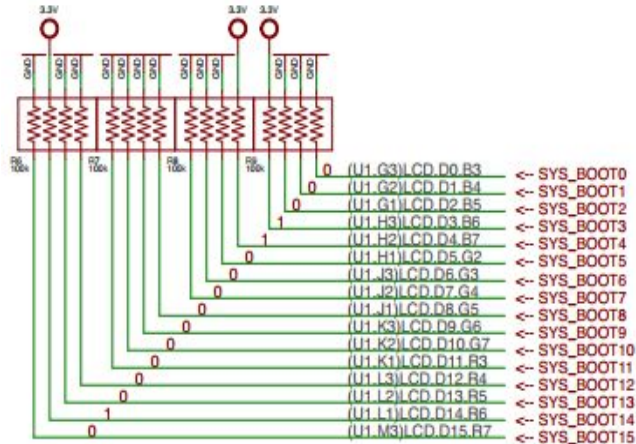 3.3V 3.3V 3.3V
GND GND GND GND GND GND GND GND GND GND GND GND GND
R6 100k R7 100k R8 100k R9 100k
0 (U1.G3)LCD.D0.B3 <-- SYS_BOOT0
0 (U1.G2)LCD.D1.B4 <-- SYS_BOOT1
0 (U1.G1)LCD.D2.B5 <-- SYS_BOOT2
1 (U1.H3)LCD.D3.B6 <-- SYS_BOOT3
1 (U1.H2)LCD.D4.B7 <-- SYS_BOOT4
0 (U1.H1)LCD.D5.G2 <-- SYS_BOOT5
0 (U1.J3)LCD.D6.G3 <-- SYS_BOOT6
0 (U1.J2)LCD.D7.G4 <-- SYS_BOOT7
0 (U1.J1)LCD.D8.G5 <-- SYS_BOOT8
0 (U1.K3)LCD.D9.G6 <-- SYS_BOOT9
0 (U1.K2)LCD.D10.G7 <-- SYS_BOOT10
0 (U1.K1)LCD.D11.R3 <-- SYS_BOOT11
0 (U1.L3)LCD.D12.R4 <-- SYS_BOOT12
0 (U1.L2)LCD.D13.R5 <-- SYS_BOOT13
1 (U1.L1)LCD.D14.R6 <-- SYS_BOOT14
0 (U1.M3)LCD.D15.R7 <-- SYS_BOOT15